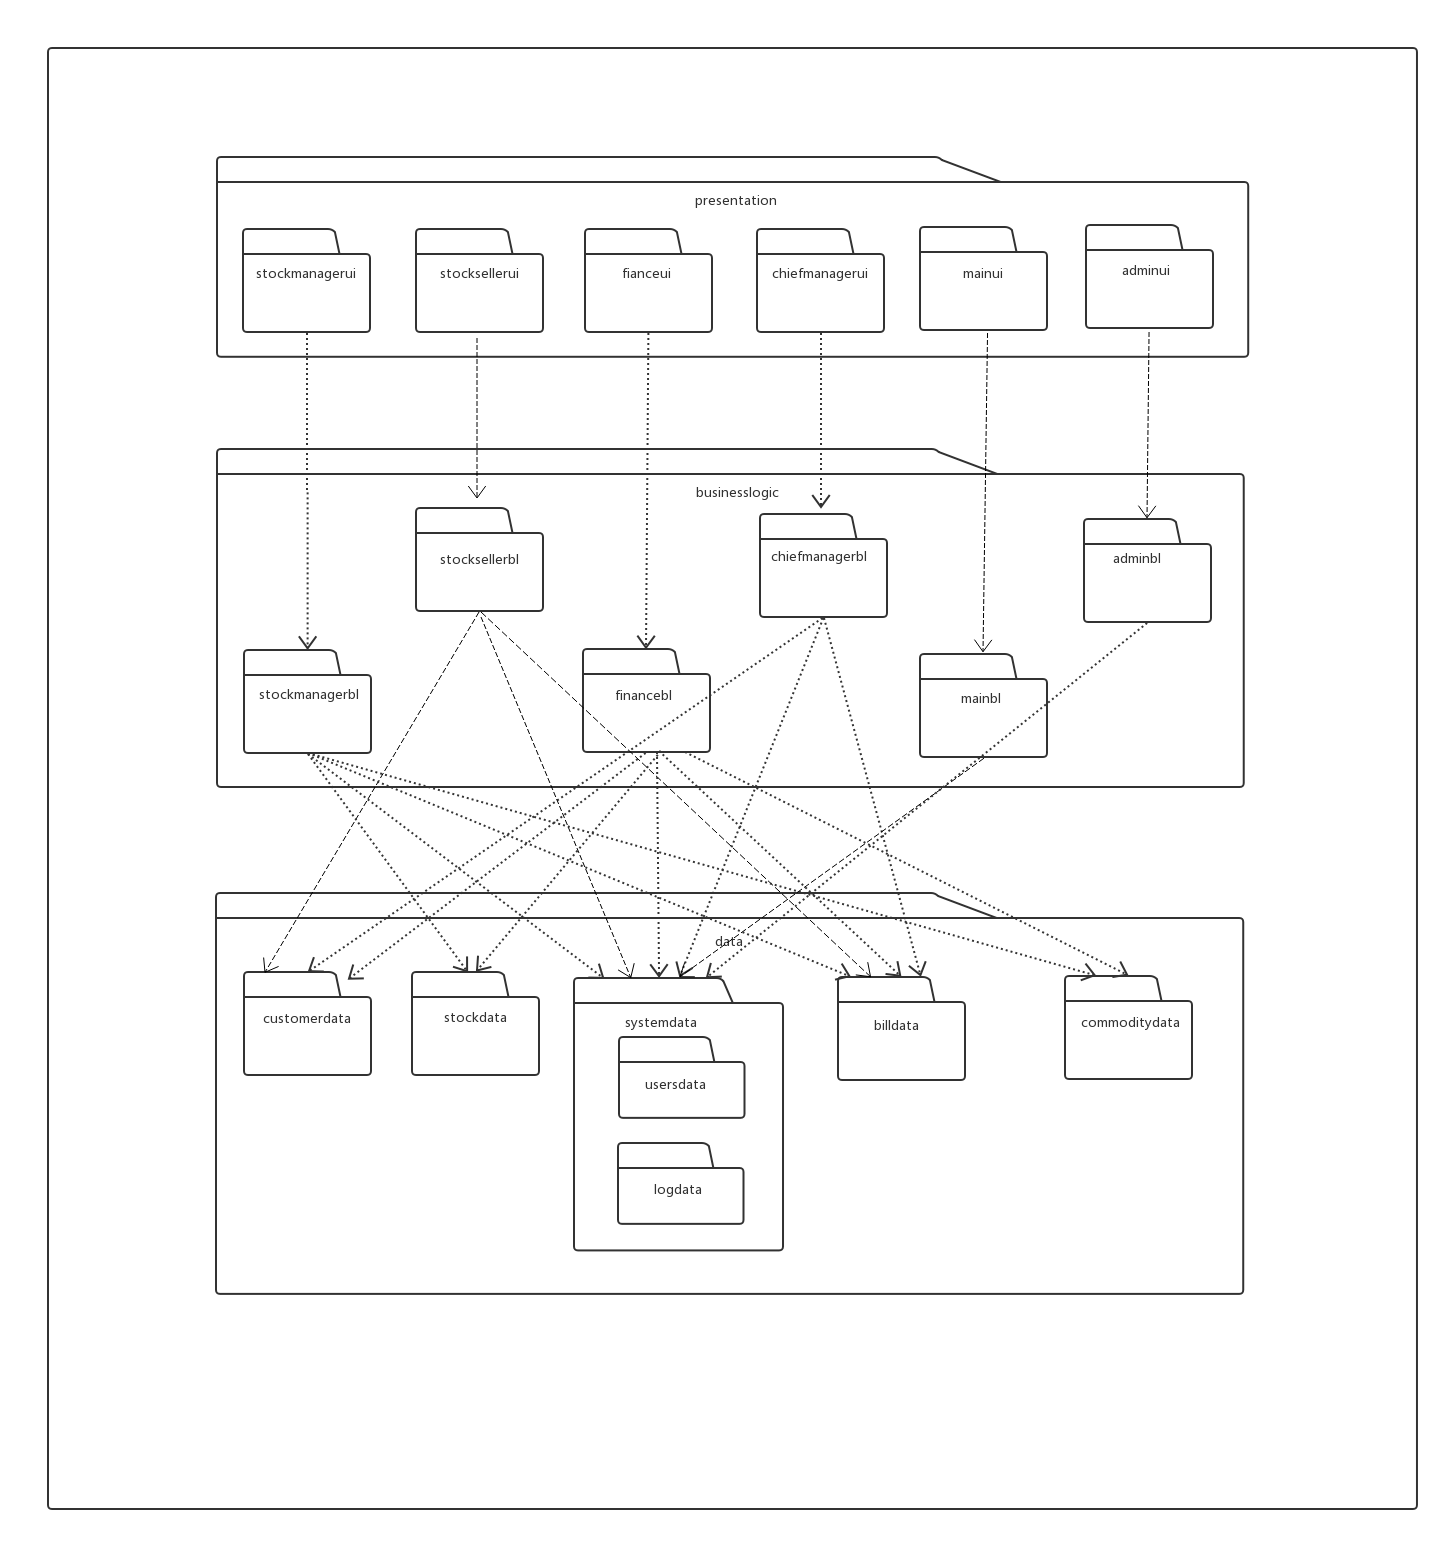 presentation
stockmanagerui
stocksellerui
fianceui
chiefmanagerui
mainui
adminui
businesslogic
stocksellerbl
chiefmanagerbl
adminbl
stockmanagerbl
financebl
mainbl
data
customerdata
stockdata
systemdata
billdata
commoditydata
usersdata
logdata